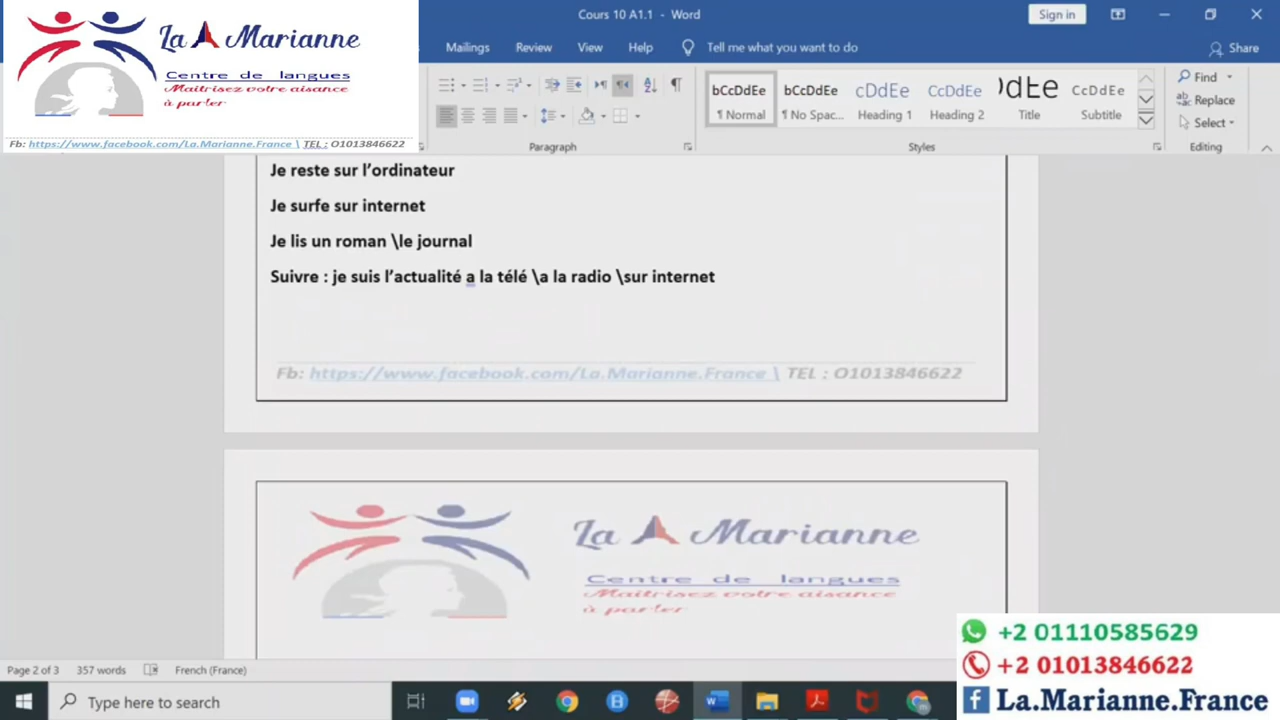 Cours 10 A1.1 - Word
Sign in
La Marianne
Centre de langues
Maitrisez votre aisance
à parler
Fb: https://www.facebook.com/La.Marianne.France \ TEL : O1013846622
Mailings Review View Help Tell me what you want to do Share
bCcDdEe bCcDdEe cDdEe CcDdEe DdEe CcDdEe
¶ Normal ¶ No Spac... Heading 1 Heading 2 Title Subtitle
Find
Replace
Select
Paragraph Styles Editing
Je reste sur l'ordinateur
Je surfe sur internet
Je lis un roman \le journal
Suivre : je suis l'actualité a la télé \a la radio \sur internet
Fb: https://www.facebook.com/La.Marianne.France \ TEL : O1013846622
La Marianne
Centre de langues
Maitrisez votre aisance
à parler
+2 01110585629
+2 01013846622
La.Marianne.France
Page 2 of 3 357 words French (France)
Type here to search